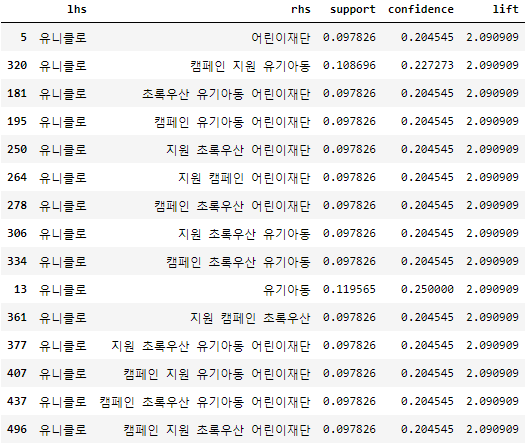 lhs rhs support confidence lift
5 유니클로 어린이재단 0.097826 0.204545 2.090909
320 유니클로 캠페인 지원 유기아동 0.108696 0.227273 2.090909
181 유니클로 초록우산 유기아동 어린이재단 0.097826 0.204545 2.090909
195 유니클로 캠페인 유기아동 어린이재단 0.097826 0.204545 2.090909
250 유니클로 지원 초록우산 어린이재단 0.097826 0.204545 2.090909
264 유니클로 지원 캠페인 어린이재단 0.097826 0.204545 2.090909
278 유니클로 캠페인 초록우산 어린이재단 0.097826 0.204545 2.090909
306 유니클로 지원 초록우산 유기아동 0.097826 0.204545 2.090909
334 유니클로 캠페인 초록우산 유기아동 0.097826 0.204545 2.090909
13 유니클로 유기아동 0.119565 0.250000 2.090909
361 유니클로 지원 캠페인 초록우산 0.097826 0.204545 2.090909
377 유니클로 지원 초록우산 유기아동 어린이재단 0.097826 0.204545 2.090909
407 유니클로 캠페인 지원 유기아동 어린이재단 0.097826 0.204545 2.090909
437 유니클로 캠페인 초록우산 유기아동 어린이재단 0.097826 0.204545 2.090909
496 유니클로 캠페인 지원 초록우산 어린이재단 0.097826 0.204545 2.090909